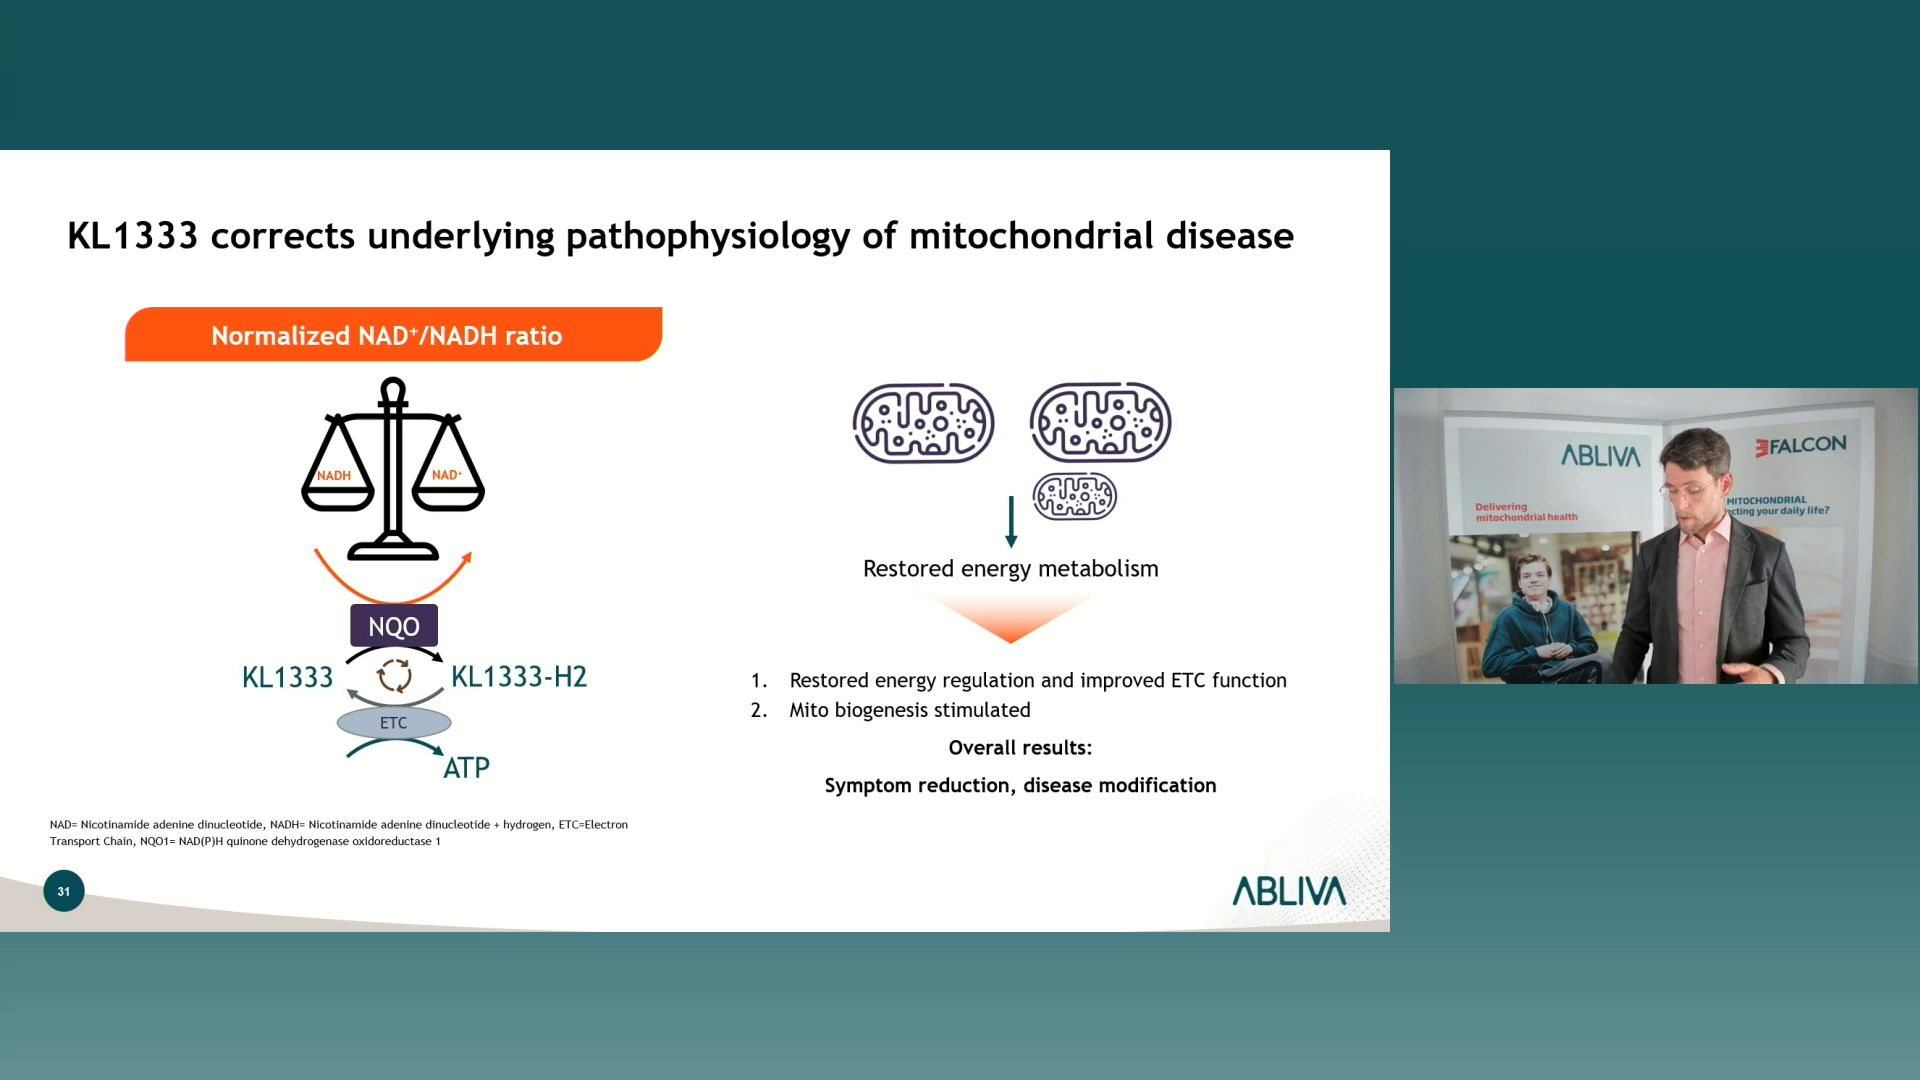 KL1333 corrects underlying pathophysiology of mitochondrial disease
Normalized NAD⁺/NADH ratio
NADH
NAD⁺
NQO
KL1333
KL1333-H2
ETC
ATP
Restored energy metabolism
1. Restored energy regulation and improved ETC function
2. Mito biogenesis stimulated
Overall results:
Symptom reduction, disease modification
NAD= Nicotinamide adenine dinucleotide, NADH= Nicotinamide adenine dinucleotide + hydrogen, ETC=Electron
Transport Chain, NQO1= NAD(P)H quinone dehydrogenase oxidoreductase 1
31
ABLIVA
ABLIVA
Delivering
mitochondrial health
FALCON
MITOCHONDRIAL
ecting your daily life?